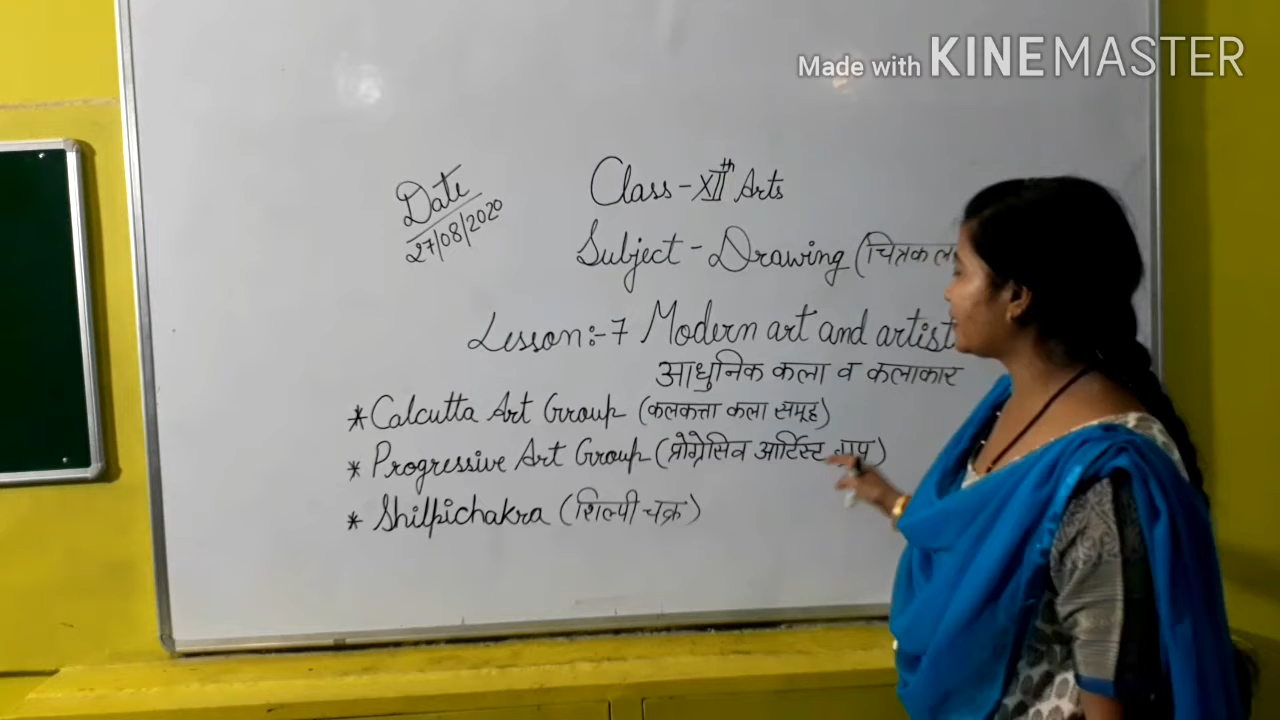 Made with KINEMASTER
Date
27/08/2020
Class-XIIth Arts
Subject - Drawing (चित्रकल
Lesson:-7 Modern art and artist
आधुनिक कला व कलाकार
* Calcutta Art Group (कलकत्ता कला समूह)
* Progressive Art Group (प्रोग्रेसिव आर्टिस्ट
* Shilpichakra (शिल्पी चक्र)